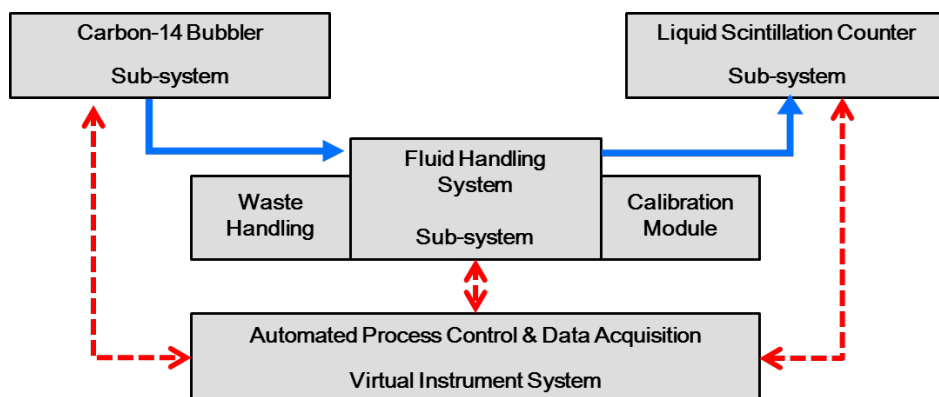 Carbon-14 Bubbler
Sub-system
Liquid Scintillation Counter
Sub-system
Fluid Handling
System
Sub-system
Waste
Handling
Calibration
Module
Automated Process Control & Data Acquisition
Virtual Instrument System